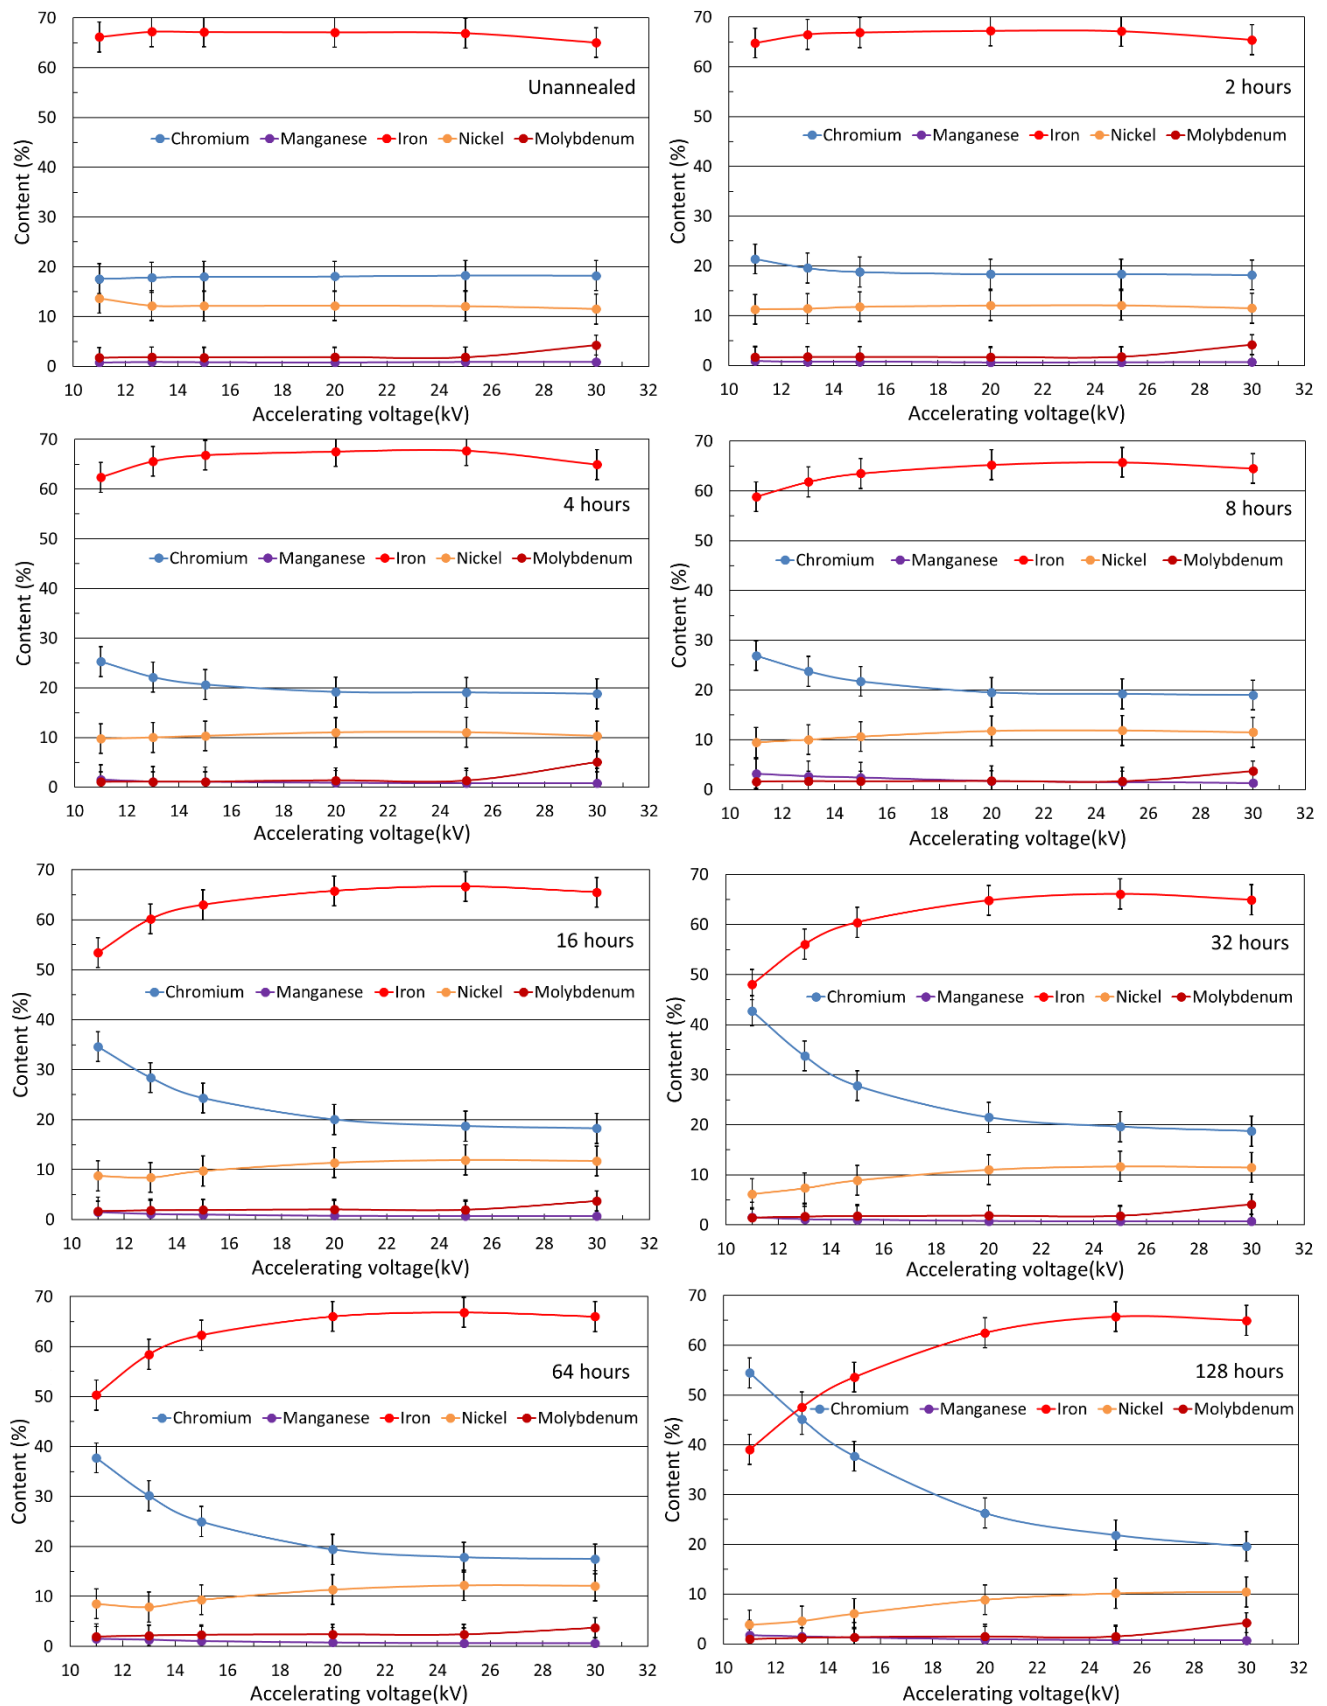 70
60
50
40
30
20
10
0
Content (%)
Unannealed
Chromium Manganese Iron Nickel Molybdenum
10 12 14 16 18 20 22 24 26 28 30 32
Accelerating voltage(kV)
70
60
50
40
30
20
10
0
Content (%)
2 hours
Chromium Manganese Iron Nickel Molybdenum
10 12 14 16 18 20 22 24 26 28 30 32
Accelerating voltage(kV)
70
60
50
40
30
20
10
0
Content (%)
4 hours
Chromium Manganese Iron Nickel Molybdenum
10 12 14 16 18 20 22 24 26 28 30 32
Accelerating voltage(kV)
70
60
50
40
30
20
10
0
Content (%)
8 hours
Chromium Manganese Iron Nickel Molybdenum
10 12 14 16 18 20 22 24 26 28 30 32
Accelerating voltage(kV)
70
60
50
40
30
20
10
0
Content (%)
16 hours
Chromium Manganese Iron Nickel Molybdenum
10 12 14 16 18 20 22 24 26 28 30 32
Accelerating voltage(kV)
70
60
50
40
30
20
10
0
Content (%)
32 hours
Chromium Manganese Iron Nickel Molybdenum
10 12 14 16 18 20 22 24 26 28 30 32
Accelerating voltage(kV)
70
60
50
40
30
20
10
0
Content (%)
64 hours
Chromium Manganese Iron Nickel Molybdenum
10 12 14 16 18 20 22 24 26 28 30 32
Accelerating voltage(kV)
70
60
50
40
30
20
10
0
Content (%)
128 hours
Chromium Manganese Iron Nickel Molybdenum
10 12 14 16 18 20 22 24 26 28 30 32
Accelerating voltage(kV)